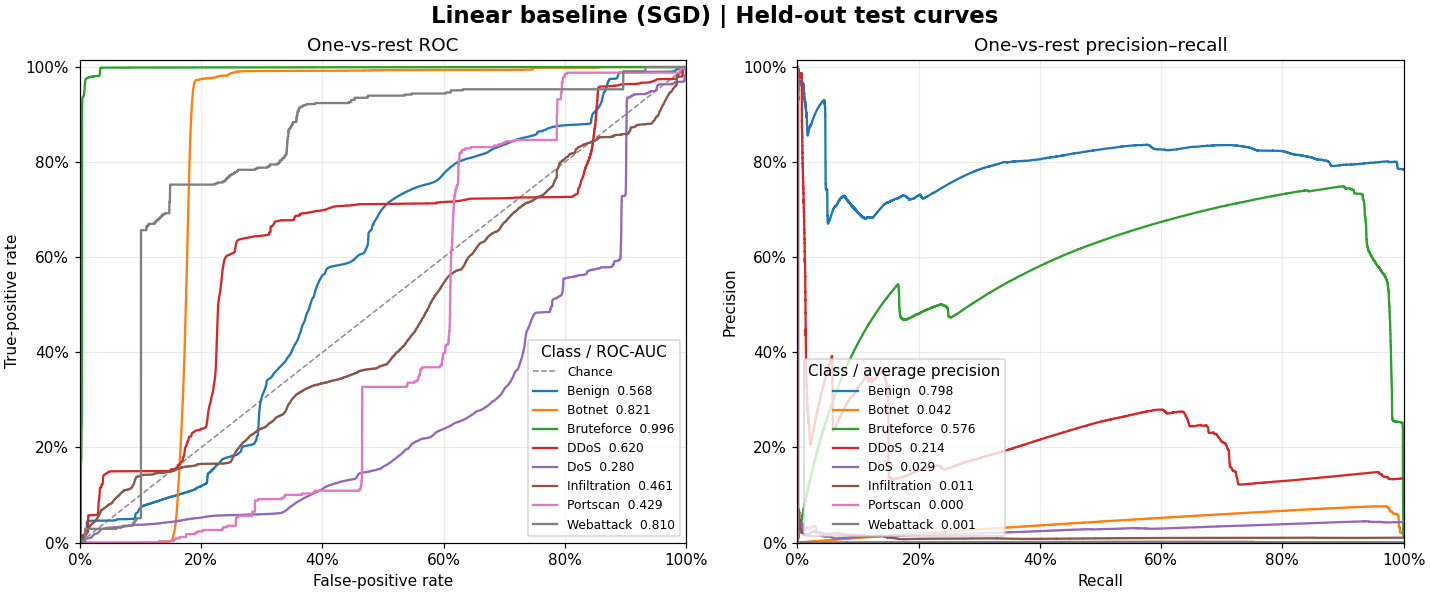 Linear baseline (SGD) | Held-out test curves
One-vs-rest ROC
100%
80%
60%
40%
20%
0%
True-positive rate
0%
20%
40%
60%
80%
100%
False-positive rate
Class / ROC-AUC
Chance
Benign 0.568
Botnet 0.821
Bruteforce 0.996
DDoS 0.620
DoS 0.280
Infiltration 0.461
Portscan 0.429
Webattack 0.810
One-vs-rest precision–recall
100%
80%
60%
40%
20%
0%
Precision
0%
20%
40%
60%
80%
100%
Recall
Class / average precision
Benign 0.798
Botnet 0.042
Bruteforce 0.576
DDoS 0.214
DoS 0.029
Infiltration 0.011
Portscan 0.000
Webattack 0.001